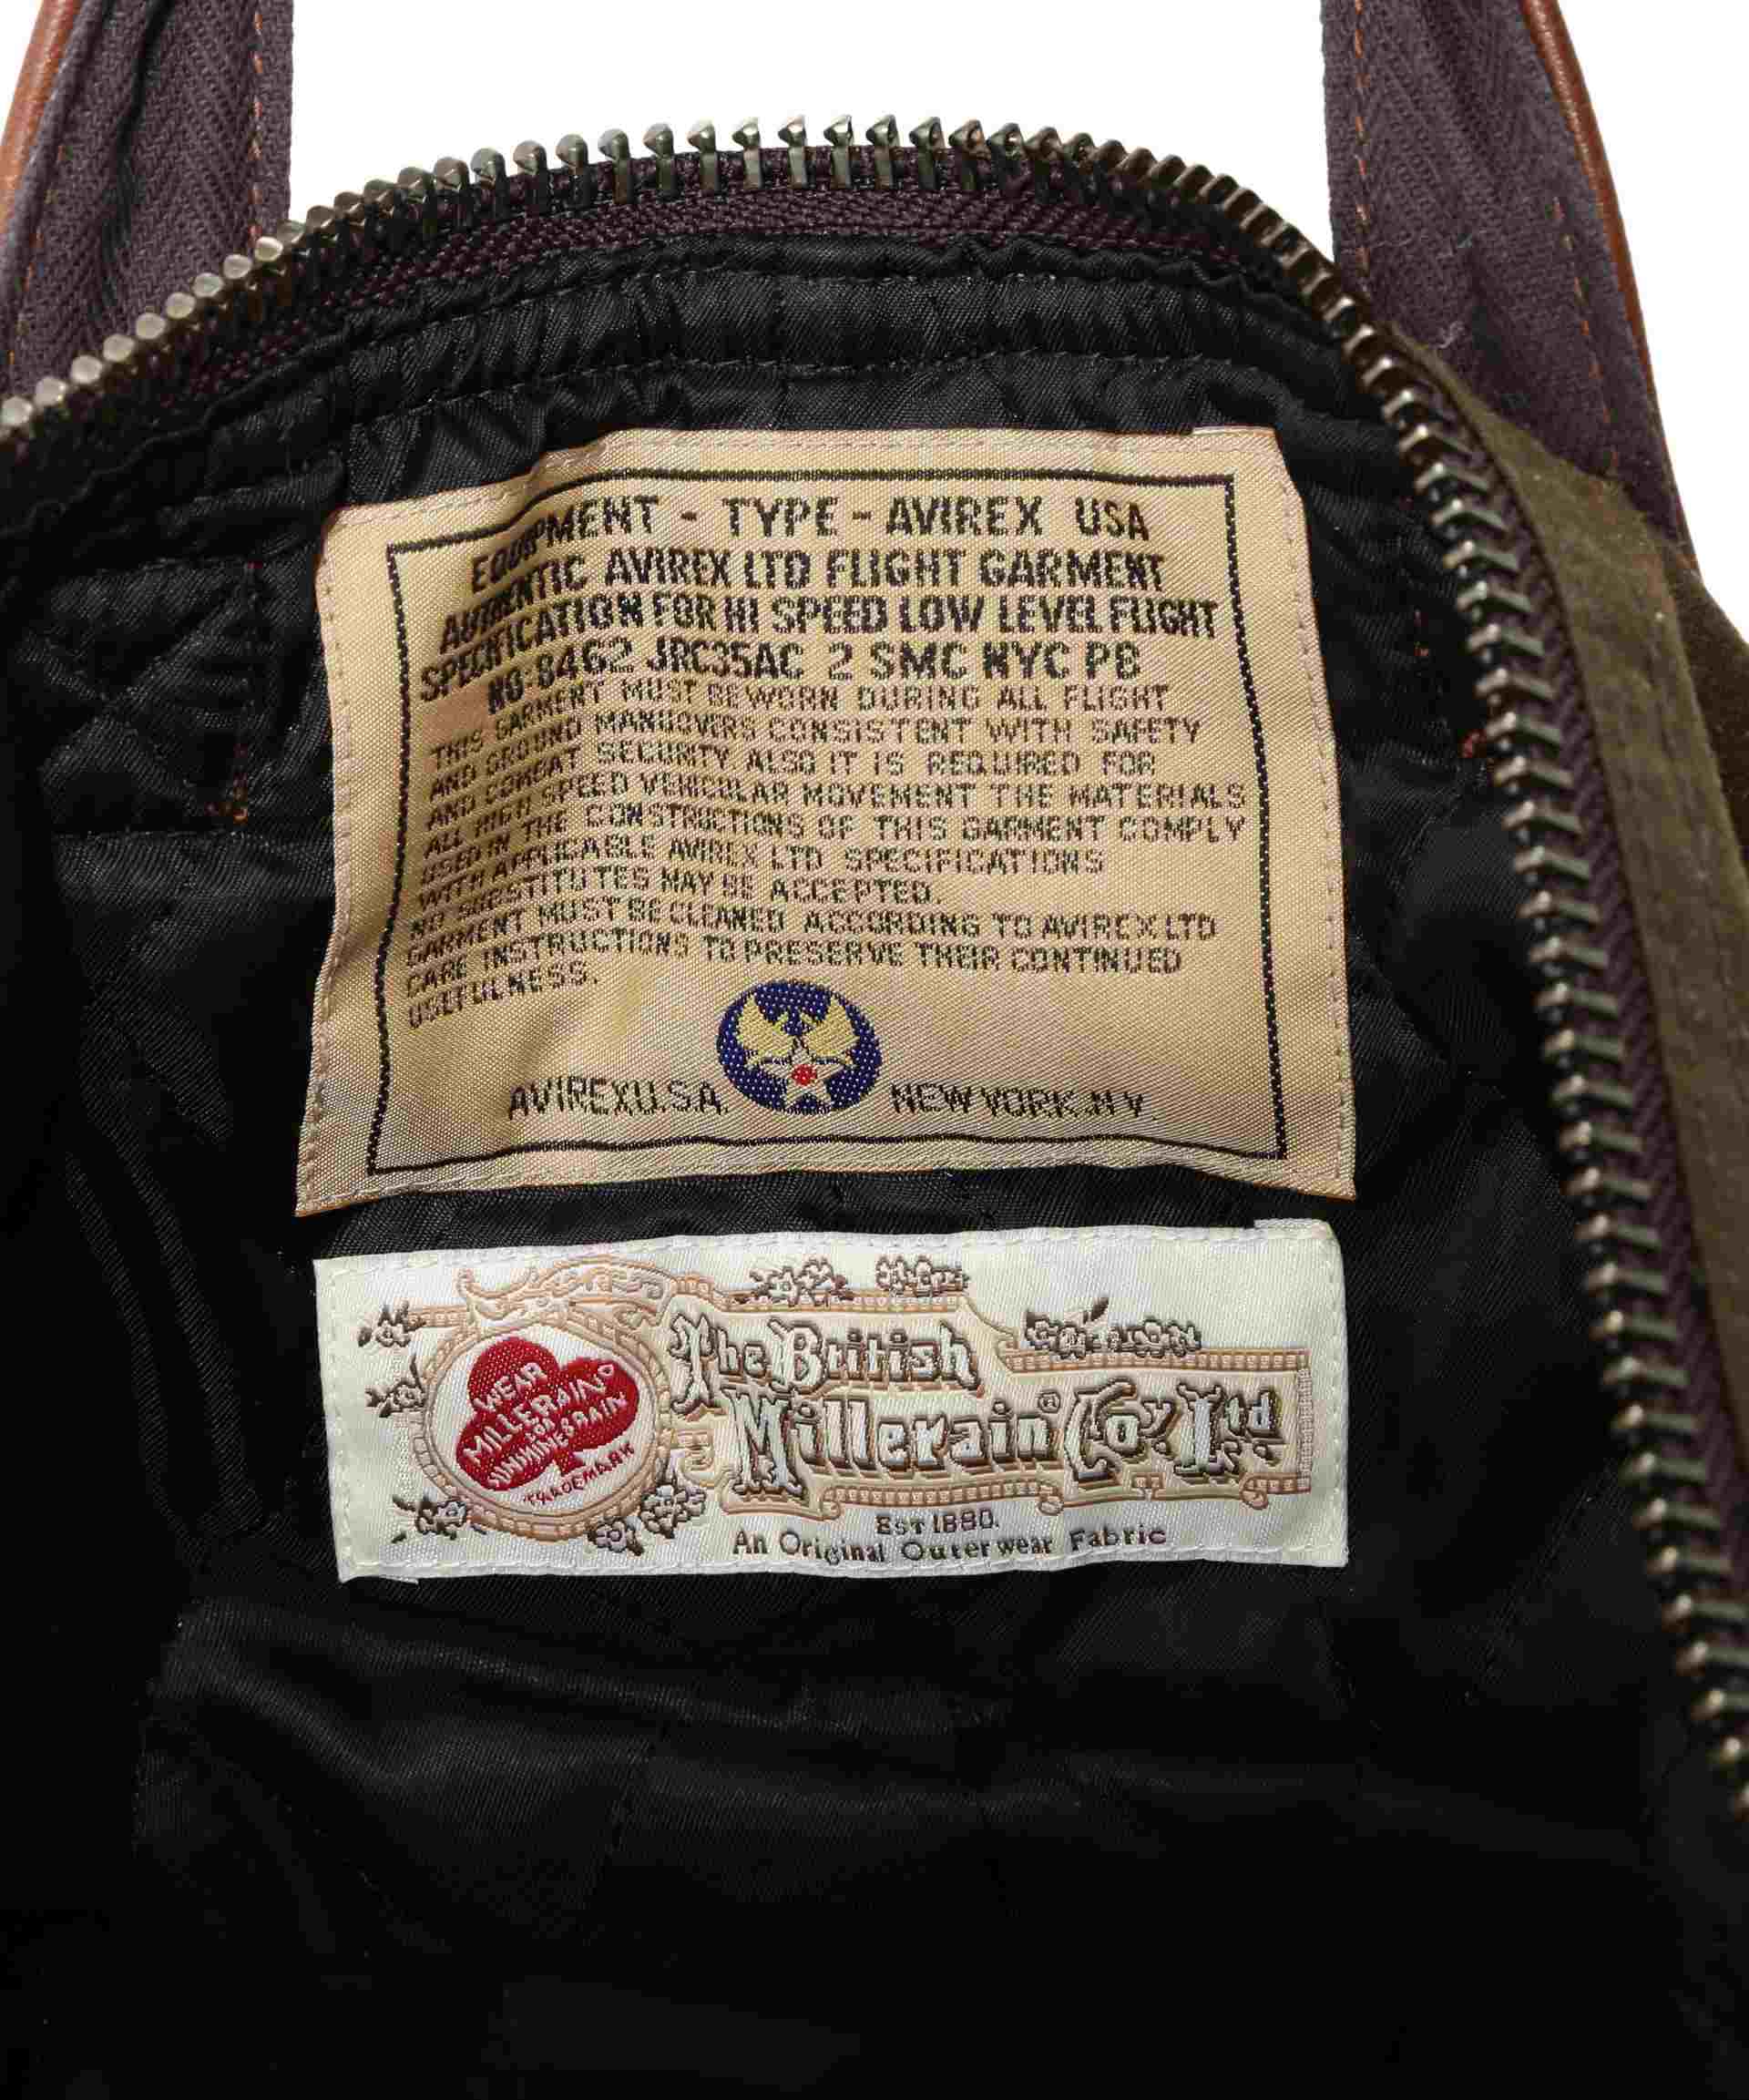 EQUIPMENT - TYPE - AVIREX USA
AUTHENTIC AVIREX LTD FLIGHT GARMENT
SPECIFICATION FOR HI SPEED LOW LEVEL FLIGHT
NO:8462 JRC35AC 2 SMC NYC PB
THIS GARMENT MUST BE WORN DURING ALL FLIGHT
AND GROUND MANUOVERS CONSISTENT WITH SAFETY
AND COMBAT SECURITY ALSO IT IS REQUIRED FOR
ALL HIGH SPEED VEHICULAR MOVEMENT THE MATERIALS
USED IN THE CONSTRUCTIONS OF THIS GARMENT COMPLY
WITH APPLICABLE AVIREX LTD SPECIFICATIONS
NO SUBSTITUTES MAY BE ACCEPTED.
GARMENT MUST BE CLEANED ACCORDING TO AVIREX LTD
CARE INSTRUCTIONS TO PRESERVE THEIR CONTINUED
USEFULNESS.
AVIREX U.S.A. NEW YORK. N Y
WEAR
MILLERAIN
FOR
SUNSHINE & RAIN
TRADEMARK
The British
Millerain® Coy. Ltd
EST 1880.
An Original Outerwear Fabric